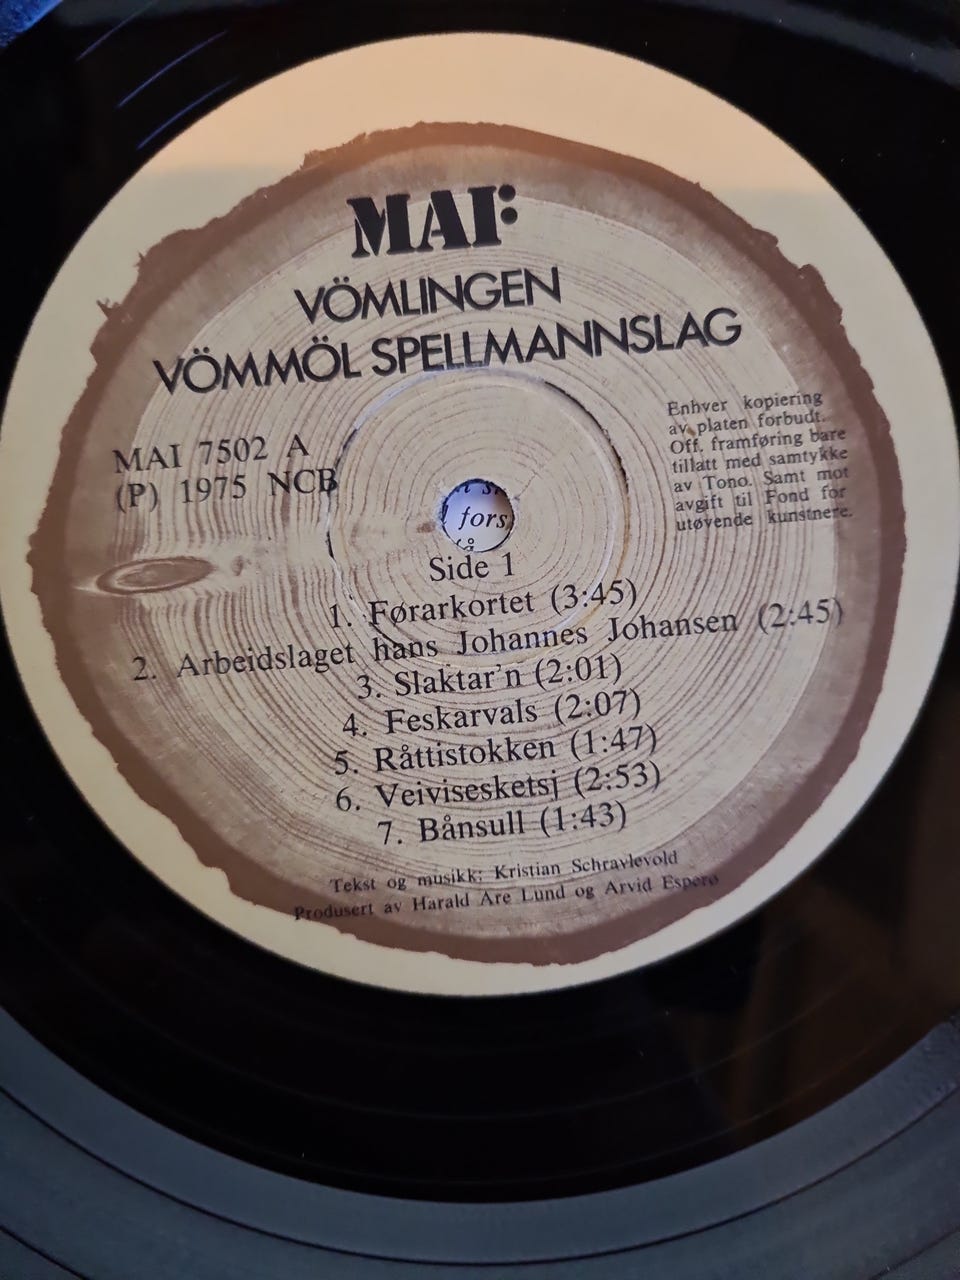 MAI:
VÖMLINGEN
VÖMMÖL SPELLMANNSLAG
MAI 7502 A
(P) 1975 NCB
Enhver kopiering
av platen forbudt.
Off. framføring bare
tillatt med samtykke
av Tono. Samt mot
avgift til Fond for
utøvende kunstnere.
fors
Side 1
1. Førarkortet (3:45)
2. Arbeidslaget hans Johannes Johansen (2:45)
3. Slaktar'n (2:01)
4. Feskarvals (2:07)
5. Råttistokken (1:47)
6. Veivisesketsj (2:53)
7. Bånsull (1:43)
Tekst og musikk: Kristian Schravlevold
Produsert av Harald Are Lund og Arvid Esperø